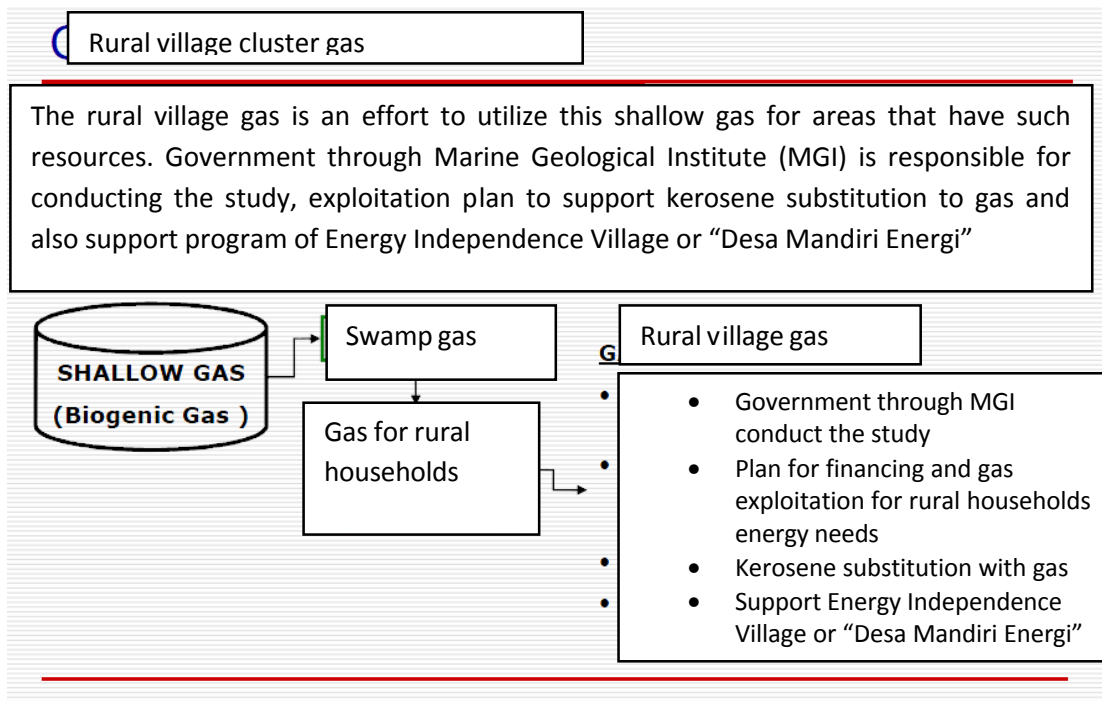 Rural village cluster gas
The rural village gas is an effort to utilize this shallow gas for areas that have such
resources. Government through Marine Geological Institute (MGI) is responsible for
conducting the study, exploitation plan to support kerosene substitution to gas and
also support program of Energy Independence Village or “Desa Mandiri Energi”
SHALLOW GAS
(Biogenic Gas )
Swamp gas
Gas for rural
households
Rural village gas
• Government through MGI
conduct the study
• Plan for financing and gas
exploitation for rural households
energy needs
• Kerosene substitution with gas
• Support Energy Independence
Village or “Desa Mandiri Energi”